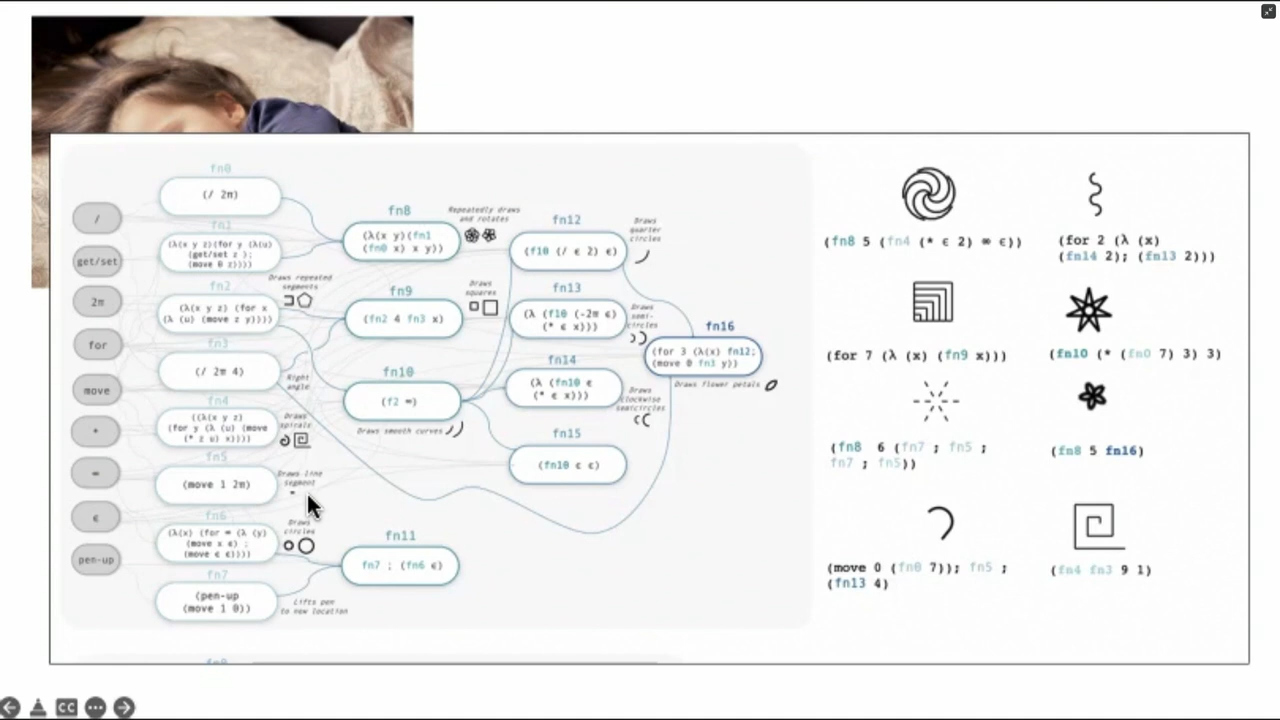 /
get/set
2π
for
move
*
∞
ϵ
pen-up
fn0
(/ 2π)
fn1
(λ(x y z)(for y (λ(u)
(get/set z );
(move 0 z))))
fn2
(λ(x y z) (for x
(λ (u) (move z y))))
Draws repeated
segments
fn3
(/ 2π 4)
Right
angle
fn4
((λ(x y z)
(for y (λ (u) (move
(* z u) x))))
Draws
spirals
fn5
(move 1 2π)
Draws line
segment
fn6
(λ(x) (for ∞ (λ (y)
(move x ϵ) ;
(move ϵ ϵ))))
Draws
circles
fn7
(pen-up
(move 1 0))
Lifts pen
to new location
fn8
(λ(x y)(fn1
(fn0 x) x y))
Repeatedly draws
and rotates
fn9
(fn2 4 fn3 x)
Draws
squares
fn10
(f2 ∞)
Draws smooth curves
fn11
fn7 ; (fn6 ϵ)
fn12
(f10 (/ ϵ 2) ϵ)
Draws
quarter
circles
fn13
(λ (f10 (-2π ϵ)
(* ϵ x)))
Draws
semi-
circles
fn14
(λ (fn10 ϵ
(* ϵ x)))
Draws
clockwise
semicircles
fn15
(fn10 ϵ ϵ)
fn16
(for 3 (λ(x) fn12;
(move 0 fn3 y))
Draws flower petals
(fn8 5 (fn4 (* ϵ 2) ∞ ϵ))
(for 2 (λ (x)
(fn14 2); (fn13 2)))
(for 7 (λ (x) (fn9 x)))
(fn10 (* (fn0 7) 3) 3)
(fn8 6 (fn7 ; fn5 ;
fn7 ; fn5))
(fn8 5 fn16)
(move 0 (fn0 7)); fn5 ;
(fn13 4)
(fn4 fn3 9 1)
CC